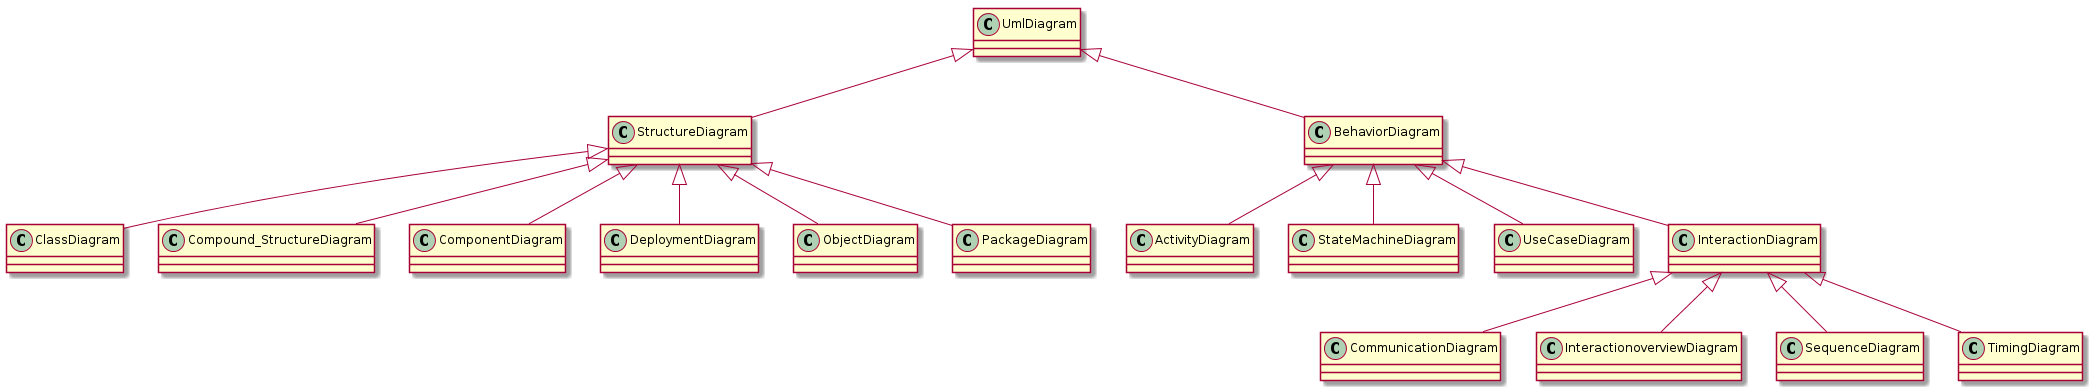 C UmlDiagram
C StructureDiagram
C BehaviorDiagram
C ClassDiagram
C Compound_StructureDiagram
C ComponentDiagram
C DeploymentDiagram
C ObjectDiagram
C PackageDiagram
C ActivityDiagram
C StateMachineDiagram
C UseCaseDiagram
C InteractionDiagram
C CommunicationDiagram
C InteractionoverviewDiagram
C SequenceDiagram
C TimingDiagram